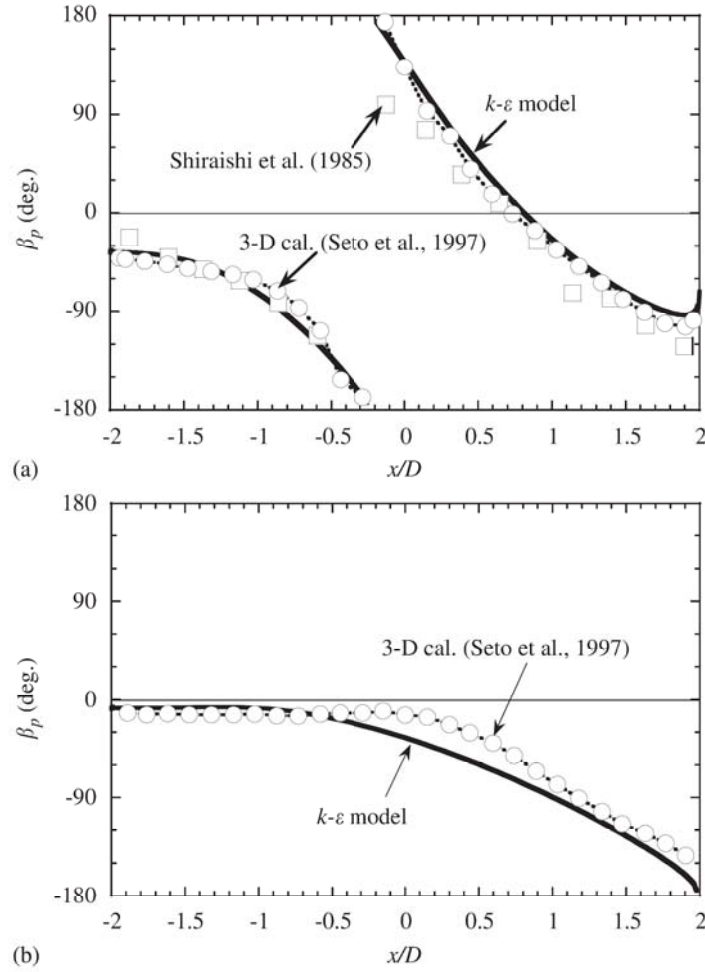 180
90
0
-90
-180
βp (deg.)
k-ε model
Shiraishi et al. (1985)
3-D cal. (Seto et al., 1997)
-2 -1.5 -1 -0.5 0 0.5 1 1.5 2
(a)
x/D
180
90
0
-90
-180
βp (deg.)
3-D cal. (Seto et al., 1997)
k-ε model
-2 -1.5 -1 -0.5 0 0.5 1 1.5 2
(b)
x/D